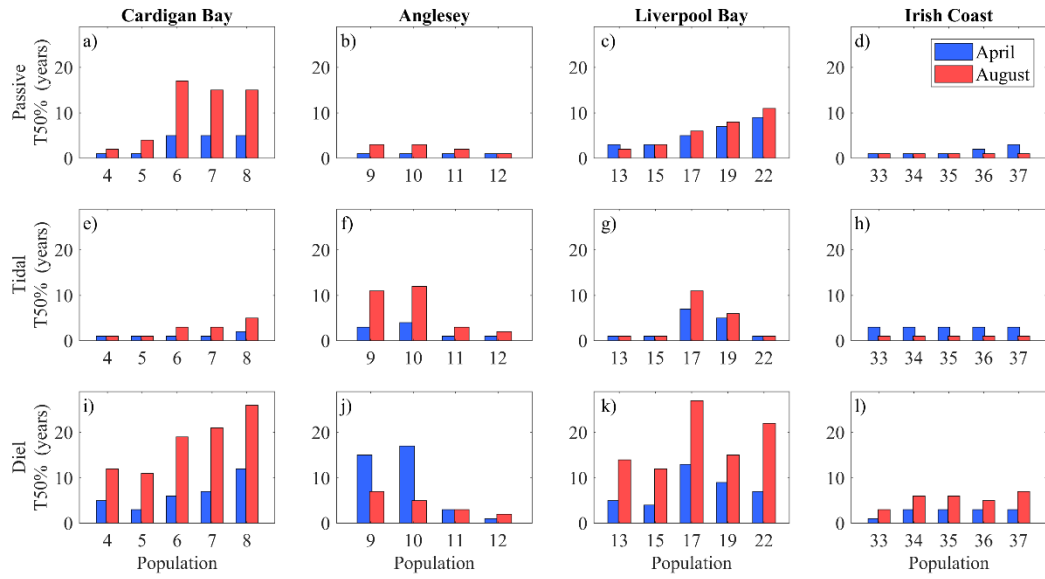 Cardigan Bay Anglesey Liverpool Bay Irish Coast
a) b) c) d)
April
August
Passive
T50% (years)
20
10
0
4 5 6 7 8
20
10
0
9 10 11 12
20
10
0
13 15 17 19 22
20
10
0
33 34 35 36 37
e) f) g) h)
Tidal
T50% (years)
20
10
0
4 5 6 7 8
20
10
0
9 10 11 12
20
10
0
13 15 17 19 22
20
10
0
33 34 35 36 37
i) j) k) l)
Diel
T50% (years)
20
10
0
4 5 6 7 8
20
10
0
9 10 11 12
20
10
0
13 15 17 19 22
20
10
0
33 34 35 36 37
Population Population Population Population